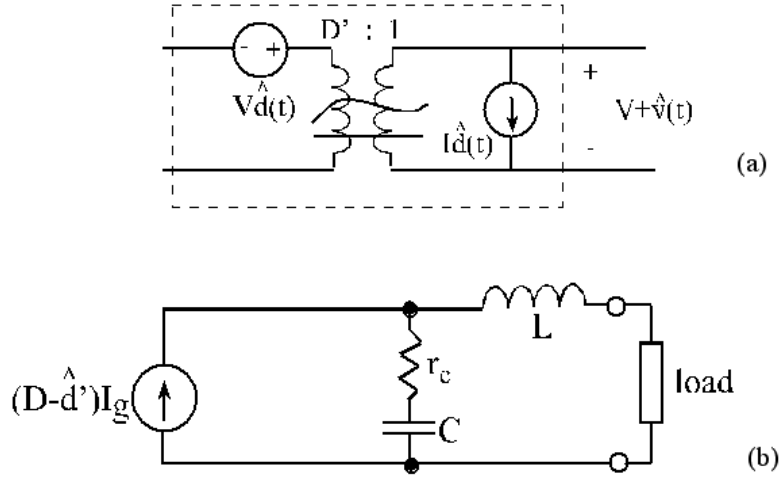 D' : 1
- +
+
Vd̂(t)
Id̂(t)
V+v̂(t)
-
(a)
L
(D-d̂')Ig
rc
C
load
(b)